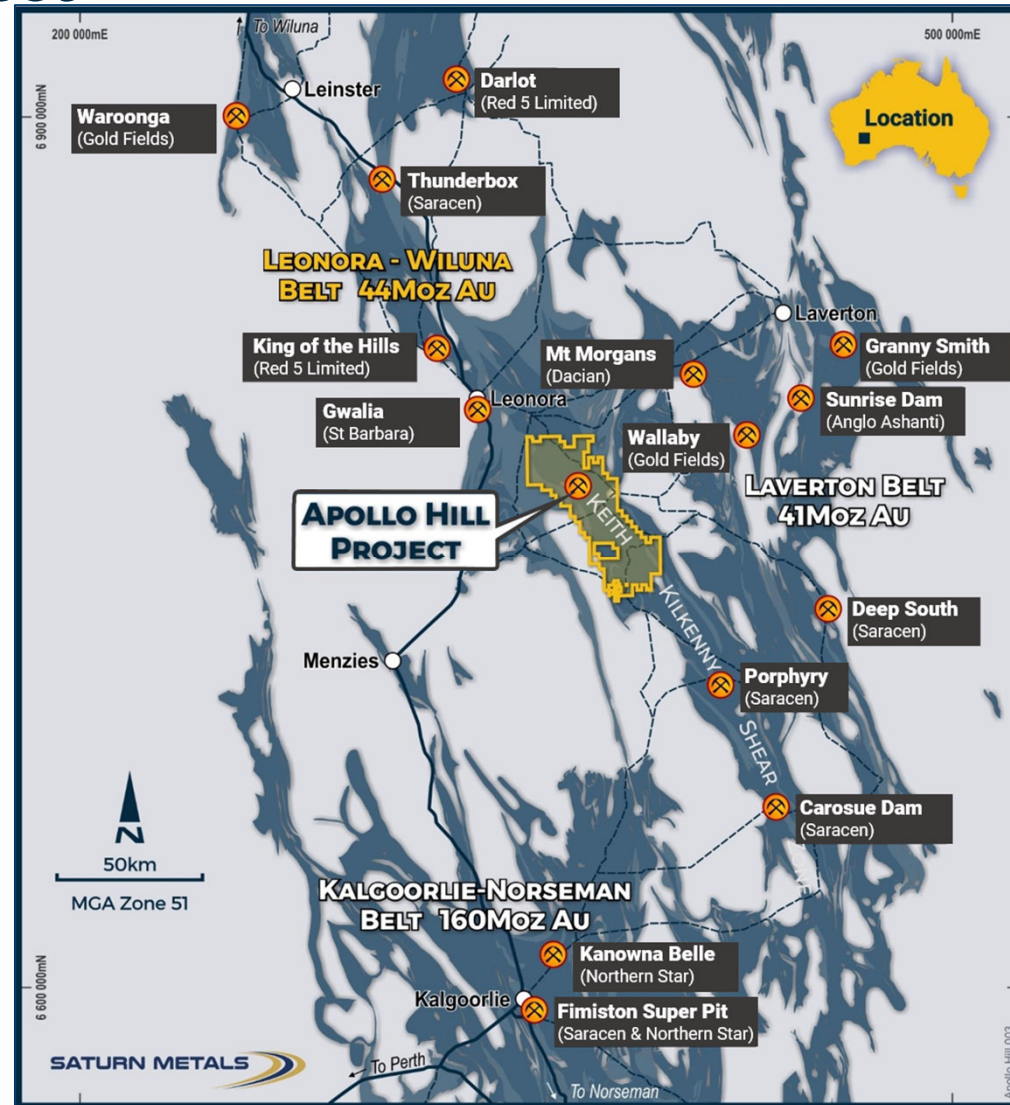 200 000mE
To Wiluna
500 000mE
6 900 000mN
Leinster
Darlot
(Red 5 Limited)
Waroonga
(Gold Fields)
Location
Thunderbox
(Saracen)
LEONORA - WILUNA
BELT 44MOZ AU
Laverton
King of the Hills
(Red 5 Limited)
Mt Morgans
(Dacian)
Granny Smith
(Gold Fields)
Leonora
Gwalia
(St Barbara)
Sunrise Dam
(Anglo Ashanti)
Wallaby
(Gold Fields)
LAVERTON BELT
41MOZ AU
APOLLO HILL
PROJECT
KEITH
KILKENNY
SHEAR
ZONE
Deep South
(Saracen)
Menzies
Porphyry
(Saracen)
Carosue Dam
(Saracen)
N
50km
MGA Zone 51
KALGOORLIE-NORSEMAN
BELT 160MOZ AU
Kanowna Belle
(Northern Star)
6 600 000mN
Kalgoorlie
Fimiston Super Pit
(Saracen & Northern Star)
SATURN METALS
To Perth
To Norseman
Apollo Hill 003